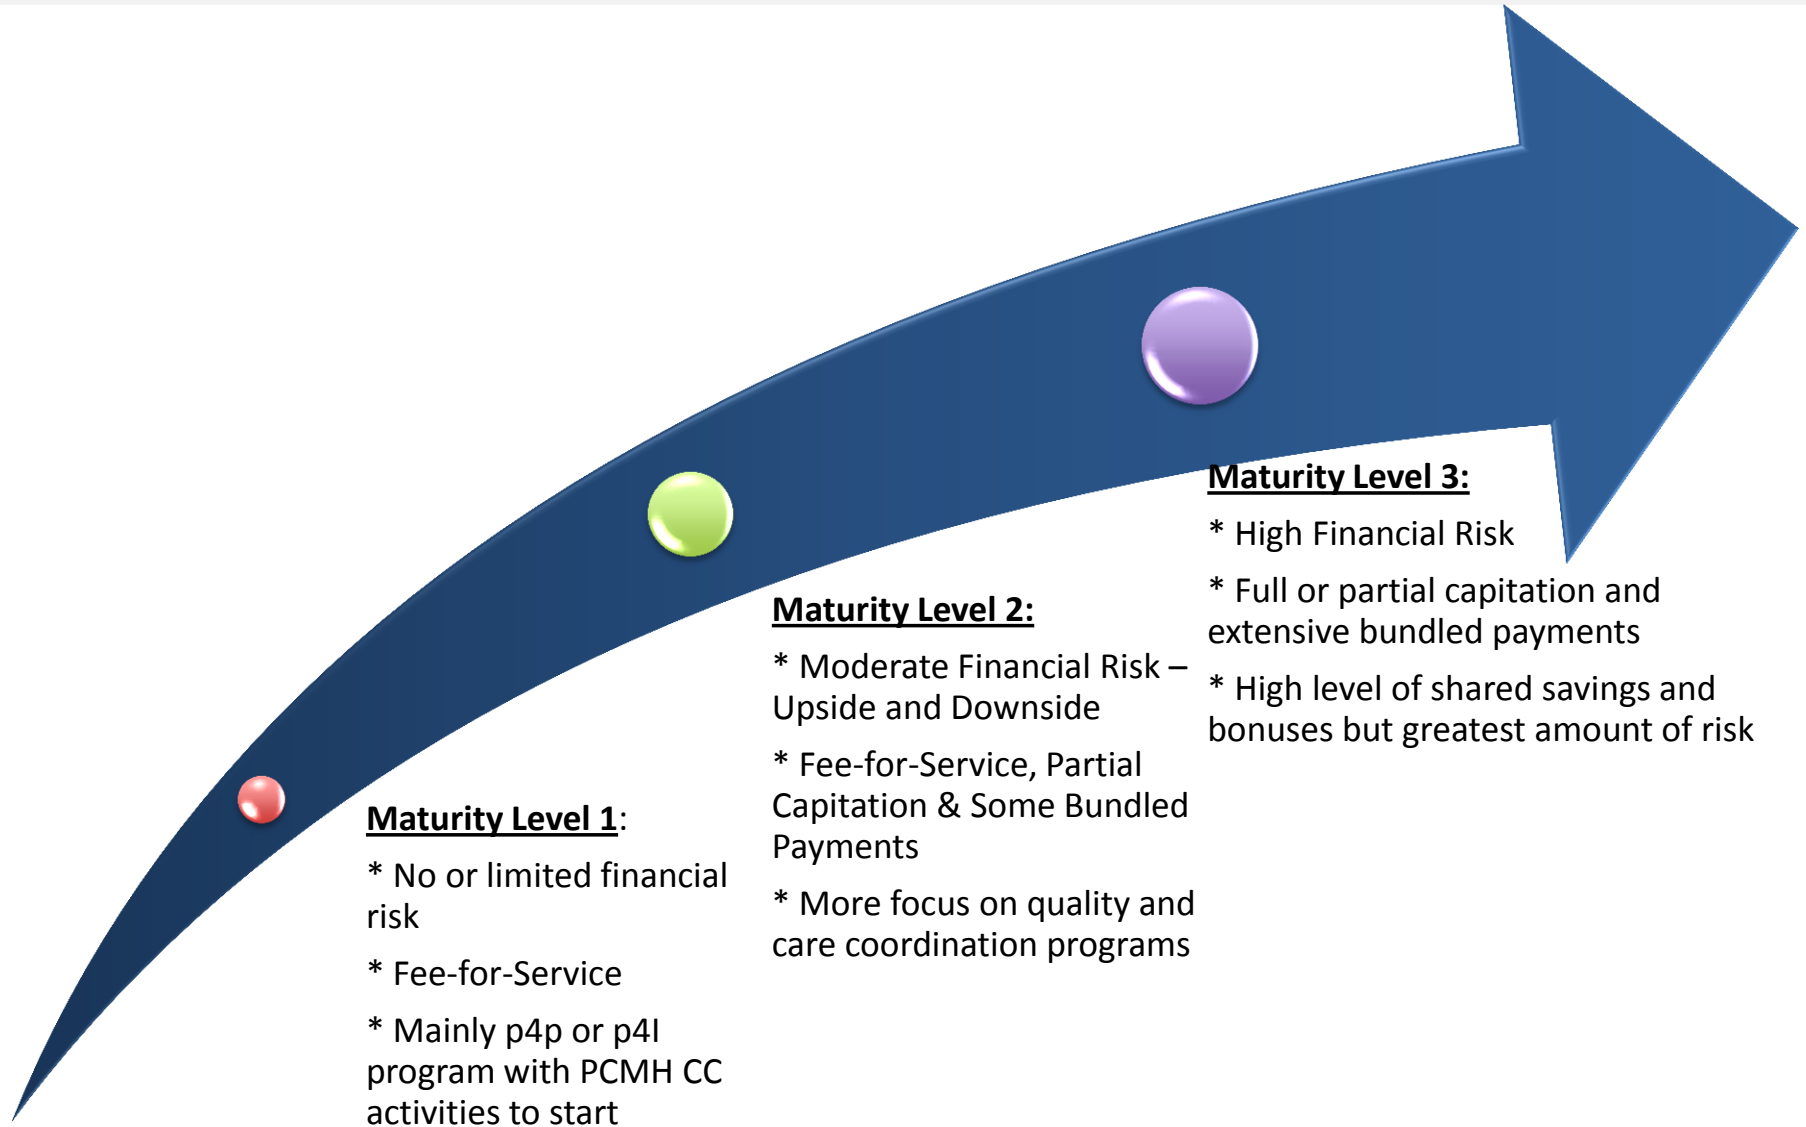 Maturity Level 1:
* No or limited financial
risk
* Fee-for-Service
* Mainly p4p or p4I
program with PCMH CC
activities to start
Maturity Level 2:
* Moderate Financial Risk –
Upside and Downside
* Fee-for-Service, Partial
Capitation & Some Bundled
Payments
* More focus on quality and
care coordination programs
Maturity Level 3:
* High Financial Risk
* Full or partial capitation and
extensive bundled payments
* High level of shared savings and
bonuses but greatest amount of risk